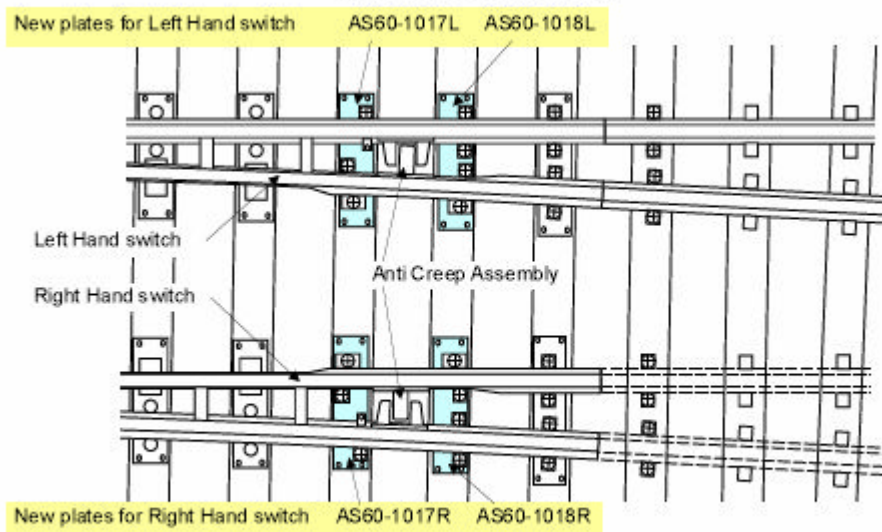 New plates for Left Hand switch AS60-1017L AS60-1018L
Left Hand switch
Anti Creep Assembly
Right Hand switch
New plates for Right Hand switch AS60-1017R AS60-1018R